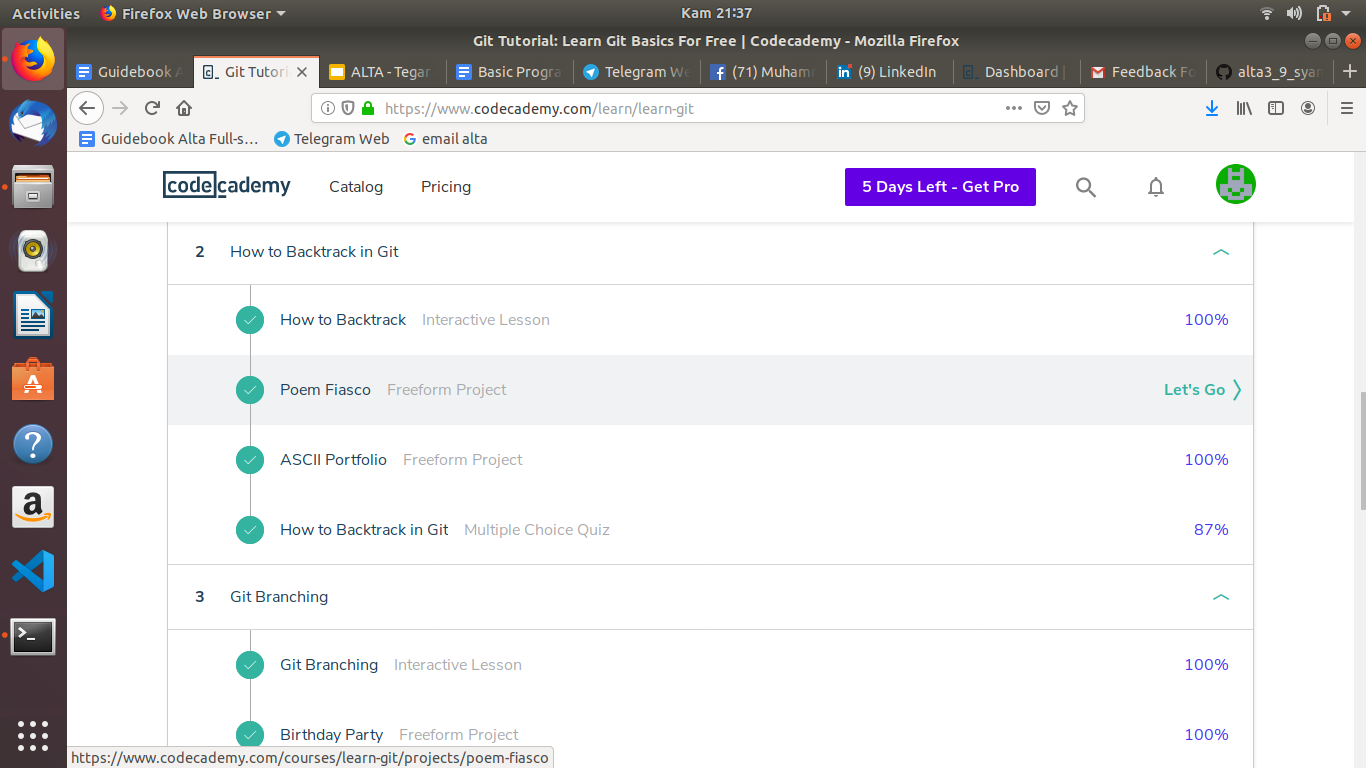 Activities Firefox Web Browser Kam 21:37
Git Tutorial: Learn Git Basics For Free | Codecademy - Mozilla Firefox
Guidebook A Git Tutori ALTA - Tegar Basic Progra Telegram We (71) Muhamm (9) LinkedIn Dashboard | Feedback Fo alta3_9_syan
https://www.codecademy.com/learn/learn-git
Guidebook Alta Full-s… Telegram Web email alta
codecademy Catalog Pricing 5 Days Left - Get Pro
2 How to Backtrack in Git
How to Backtrack Interactive Lesson 100%
Poem Fiasco Freeform Project Let's Go
ASCII Portfolio Freeform Project 100%
How to Backtrack in Git Multiple Choice Quiz 87%
3 Git Branching
Git Branching Interactive Lesson 100%
Birthday Party Freeform Project 100%
https://www.codecademy.com/courses/learn-git/projects/poem-fiasco